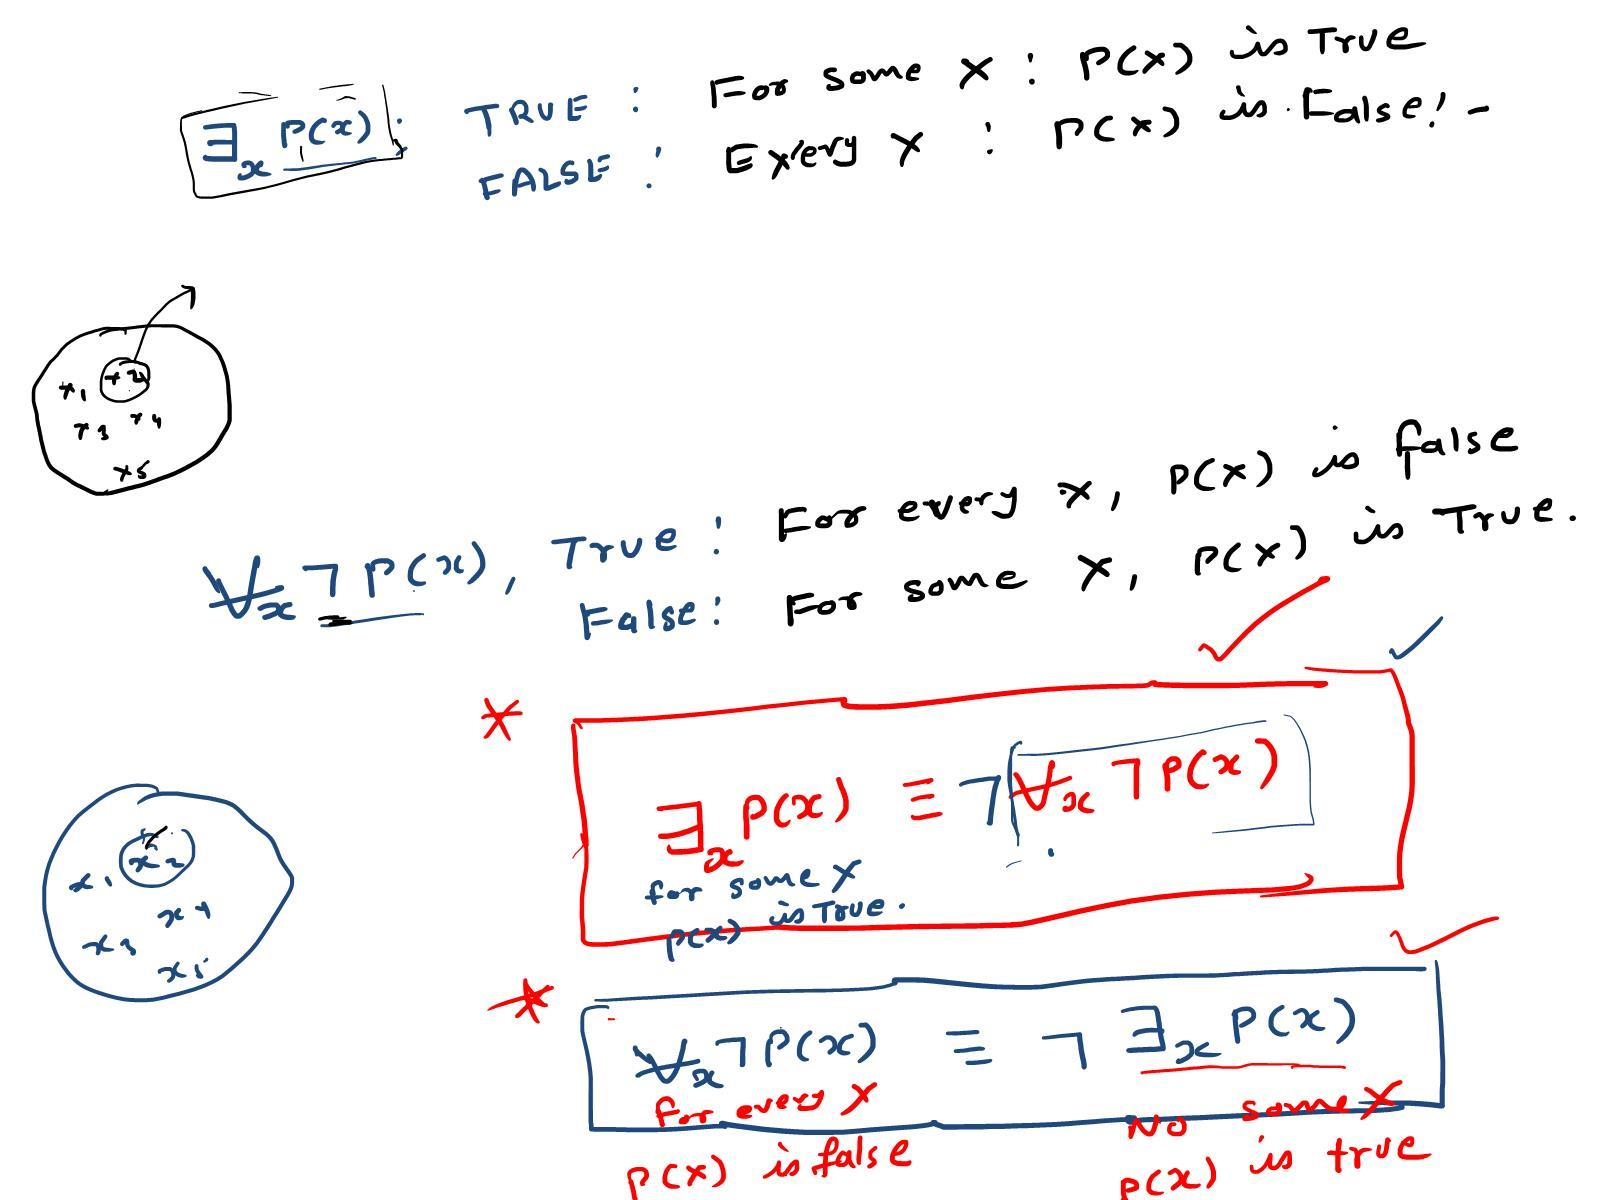 ∃x P(x) : TRUE : For some x : P(x) is True
FALSE : Every x : P(x) is False! -
x1 x2
x3 x4
x5
∀x ¬P(x), True : For every x, P(x) is false
False : For some x, P(x) is True.
* ∃x P(x) ≡ ¬ ∀x ¬P(x)
for some x
P(x) is True.
x1 x2
x4
x3
x5
* ∀x ¬P(x) ≡ ¬ ∃x P(x)
For every x No some x
P(x) is false P(x) is true